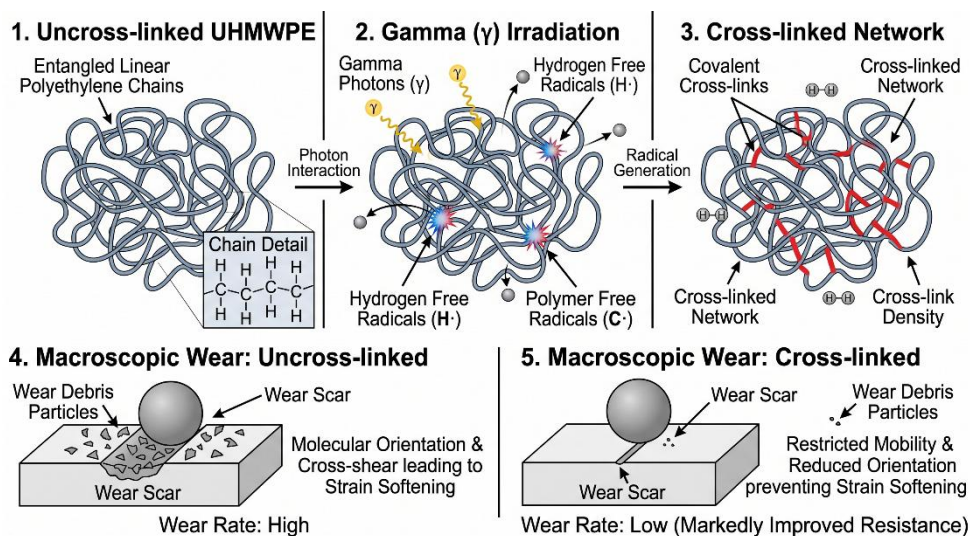 1. Uncross-linked UHMWPE
Entangled Linear
Polyethylene Chains
Chain Detail
H H H H
C C C C
H H H H
Photon
Interaction
2. Gamma (γ) Irradiation
Gamma
Photons (γ)
γ
γ
Hydrogen Free
Radicals (H·)
Hydrogen Free
Radicals (H·)
Polymer Free
Radicals (C·)
Radical
Generation
3. Cross-linked Network
Covalent
Cross-links
H-H
Cross-linked
Network
H-H
Cross-linked
Network
H-H
Cross-link
Density
4. Macroscopic Wear: Uncross-linked
Wear Debris
Particles
Wear Scar
Wear Scar
Molecular Orientation &
Cross-shear leading to
Strain Softening
Wear Rate: High
5. Macroscopic Wear: Cross-linked
Wear Scar
Wear Scar
Wear Debris
Particles
Restricted Mobility &
Reduced Orientation
preventing Strain Softening
Wear Rate: Low (Markedly Improved Resistance)